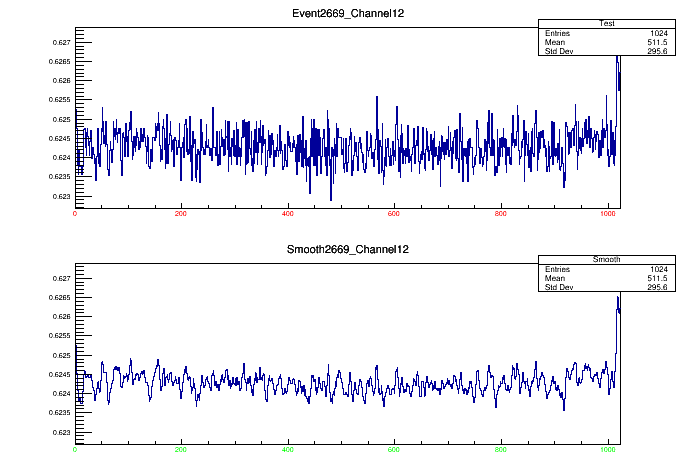 Event2669_Channel12
Test
Entries 1024
Mean 511.5
Std Dev 295.6
0.627
0.6265
0.626
0.6255
0.625
0.6245
0.624
0.6235
0.623
0 200 400 600 800 1000
Smooth2669_Channel12
Smooth
Entries 1024
Mean 511.5
Std Dev 295.6
0.627
0.6265
0.626
0.6255
0.625
0.6245
0.624
0.6235
0.623
0 200 400 600 800 1000